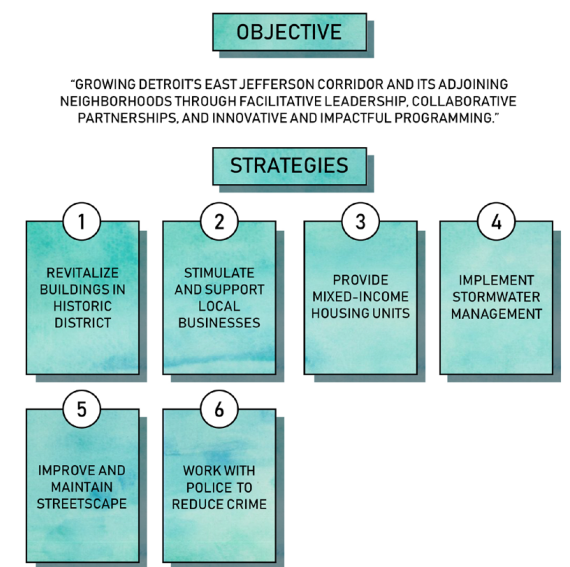 OBJECTIVE
“GROWING DETROIT'S EAST JEFFERSON CORRIDOR AND ITS ADJOINING
NEIGHBORHOODS THROUGH FACILITATIVE LEADERSHIP, COLLABORATIVE
PARTNERSHIPS, AND INNOVATIVE AND IMPACTFUL PROGRAMMING.”
STRATEGIES
1
REVITALIZE
BUILDINGS IN
HISTORIC
DISTRICT
2
STIMULATE
AND SUPPORT
LOCAL
BUSINESSES
3
PROVIDE
MIXED-INCOME
HOUSING UNITS
4
IMPLEMENT
STORMWATER
MANAGEMENT
5
IMPROVE AND
MAINTAIN
STREETSCAPE
6
WORK WITH
POLICE TO
REDUCE CRIME